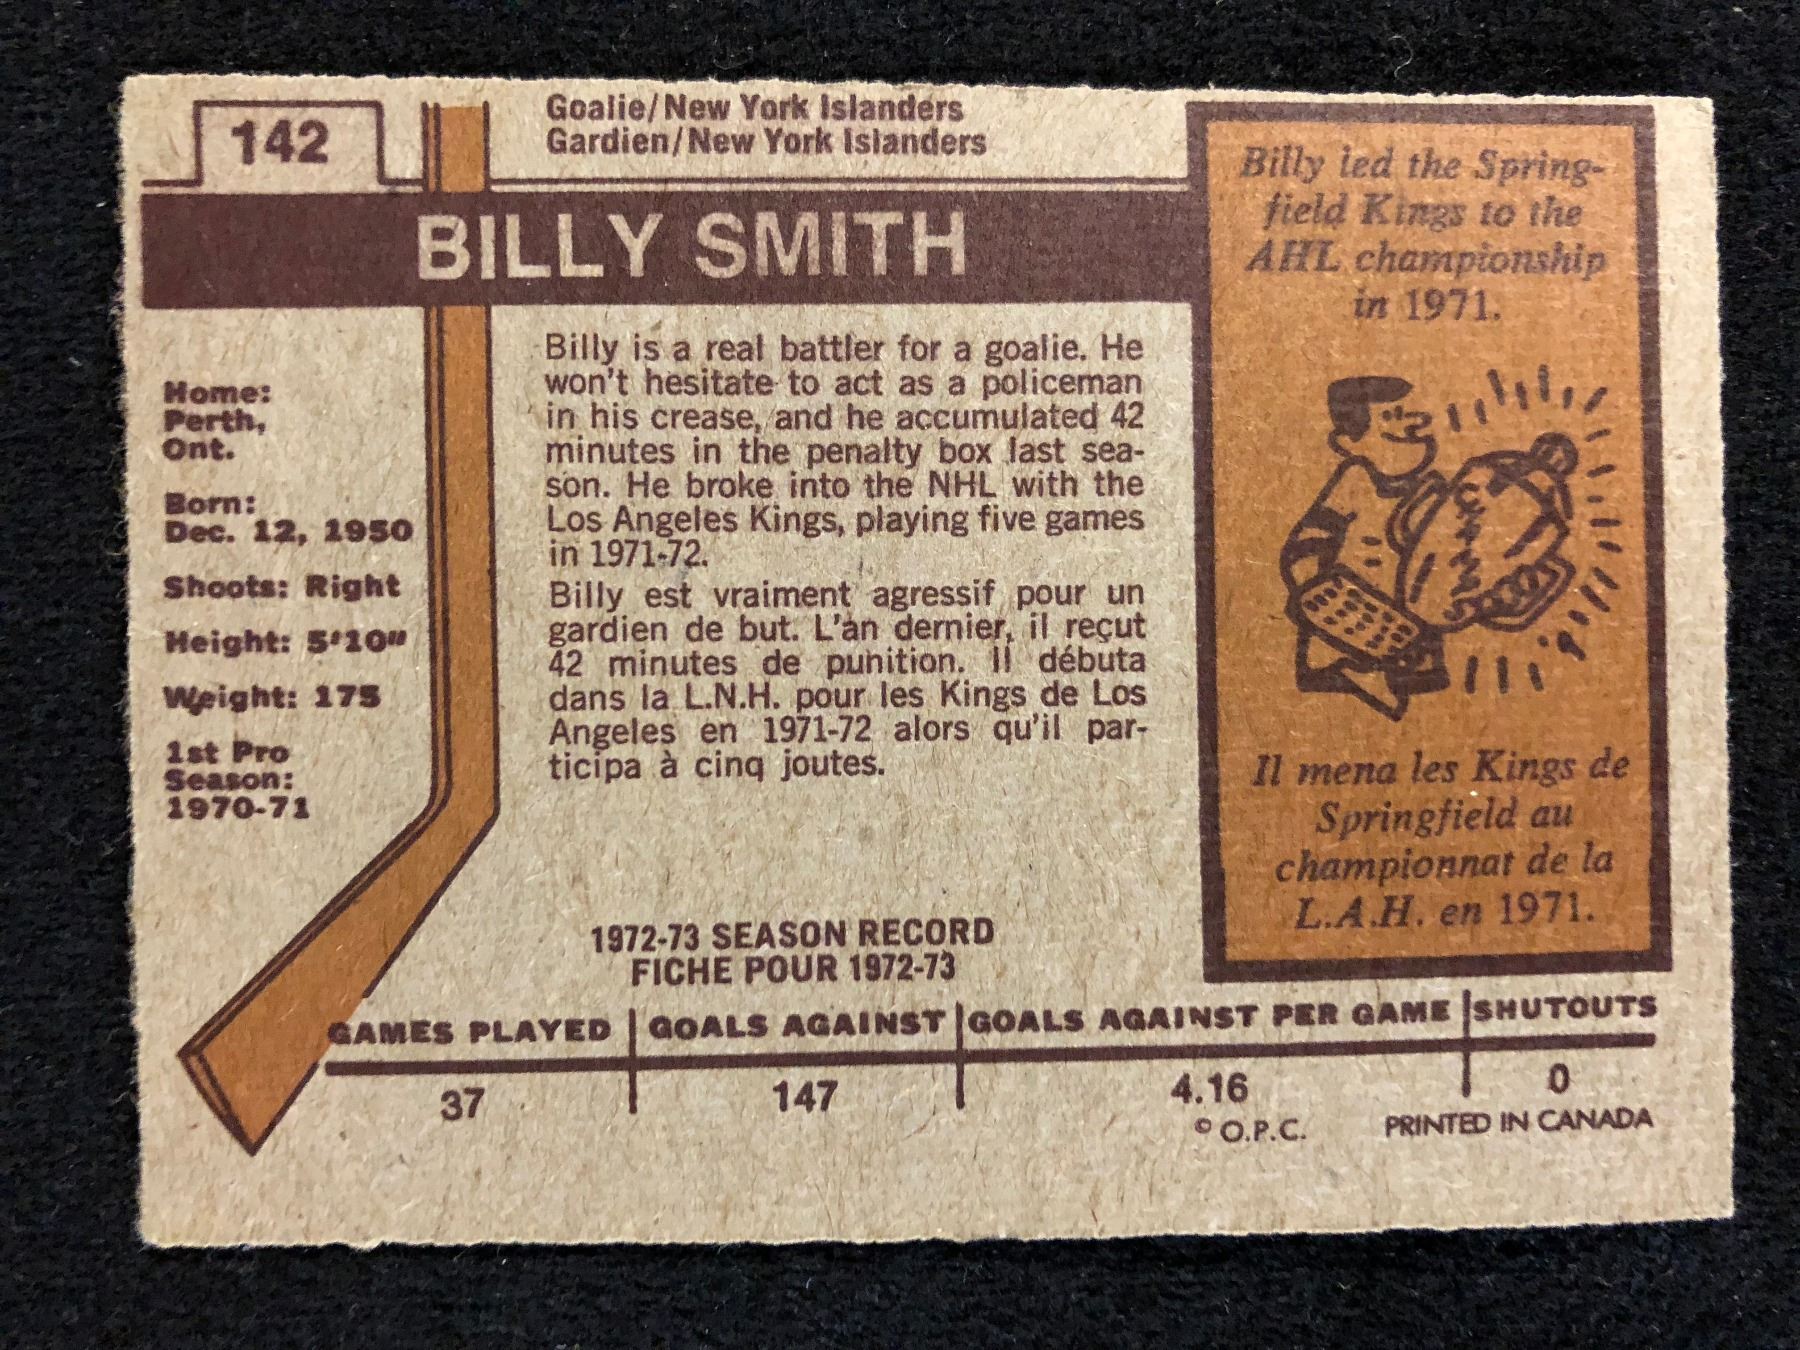 142
Goalie/New York Islanders
Gardien/New York Islanders
BILLY SMITH
Home:
Perth,
Ont.
Born:
Dec. 12, 1950
Shoots: Right
Height: 5'10"
Weight: 175
1st Pro
Season:
1970-71
Billy is a real battler for a goalie. He
won't hesitate to act as a policeman
in his crease, and he accumulated 42
minutes in the penalty box last sea-
son. He broke into the NHL with the
Los Angeles Kings, playing five games
in 1971-72.
Billy est vraiment agressif pour un
gardien de but. L'an dernier, il reçut
42 minutes de punition. Il débuta
dans la L.N.H. pour les Kings de Los
Angeles en 1971-72 alors qu'il par-
ticipa à cinq joutes.
Billy led the Spring-
field Kings to the
AHL championship
in 1971.
Il mena les Kings de
Springfield au
championnat de la
L.A.H. en 1971.
1972-73 SEASON RECORD
FICHE POUR 1972-73
GAMES PLAYED GOALS AGAINST GOALS AGAINST PER GAME SHUTOUTS
37 147 4.16 0
© O.P.C. PRINTED IN CANADA